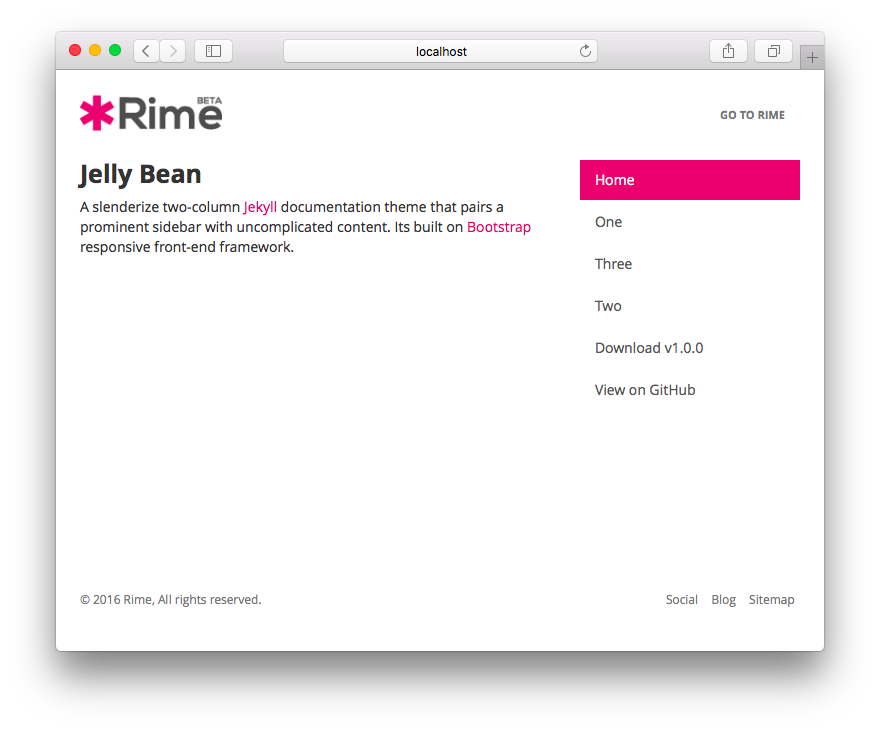 localhost
Rime BETA
GO TO RIME
Jelly Bean
A slenderize two-column Jekyll documentation theme that pairs a
prominent sidebar with uncomplicated content. Its built on Bootstrap
responsive front-end framework.
Home
One
Three
Two
Download v1.0.0
View on GitHub
© 2016 Rime, All rights reserved.
Social Blog Sitemap